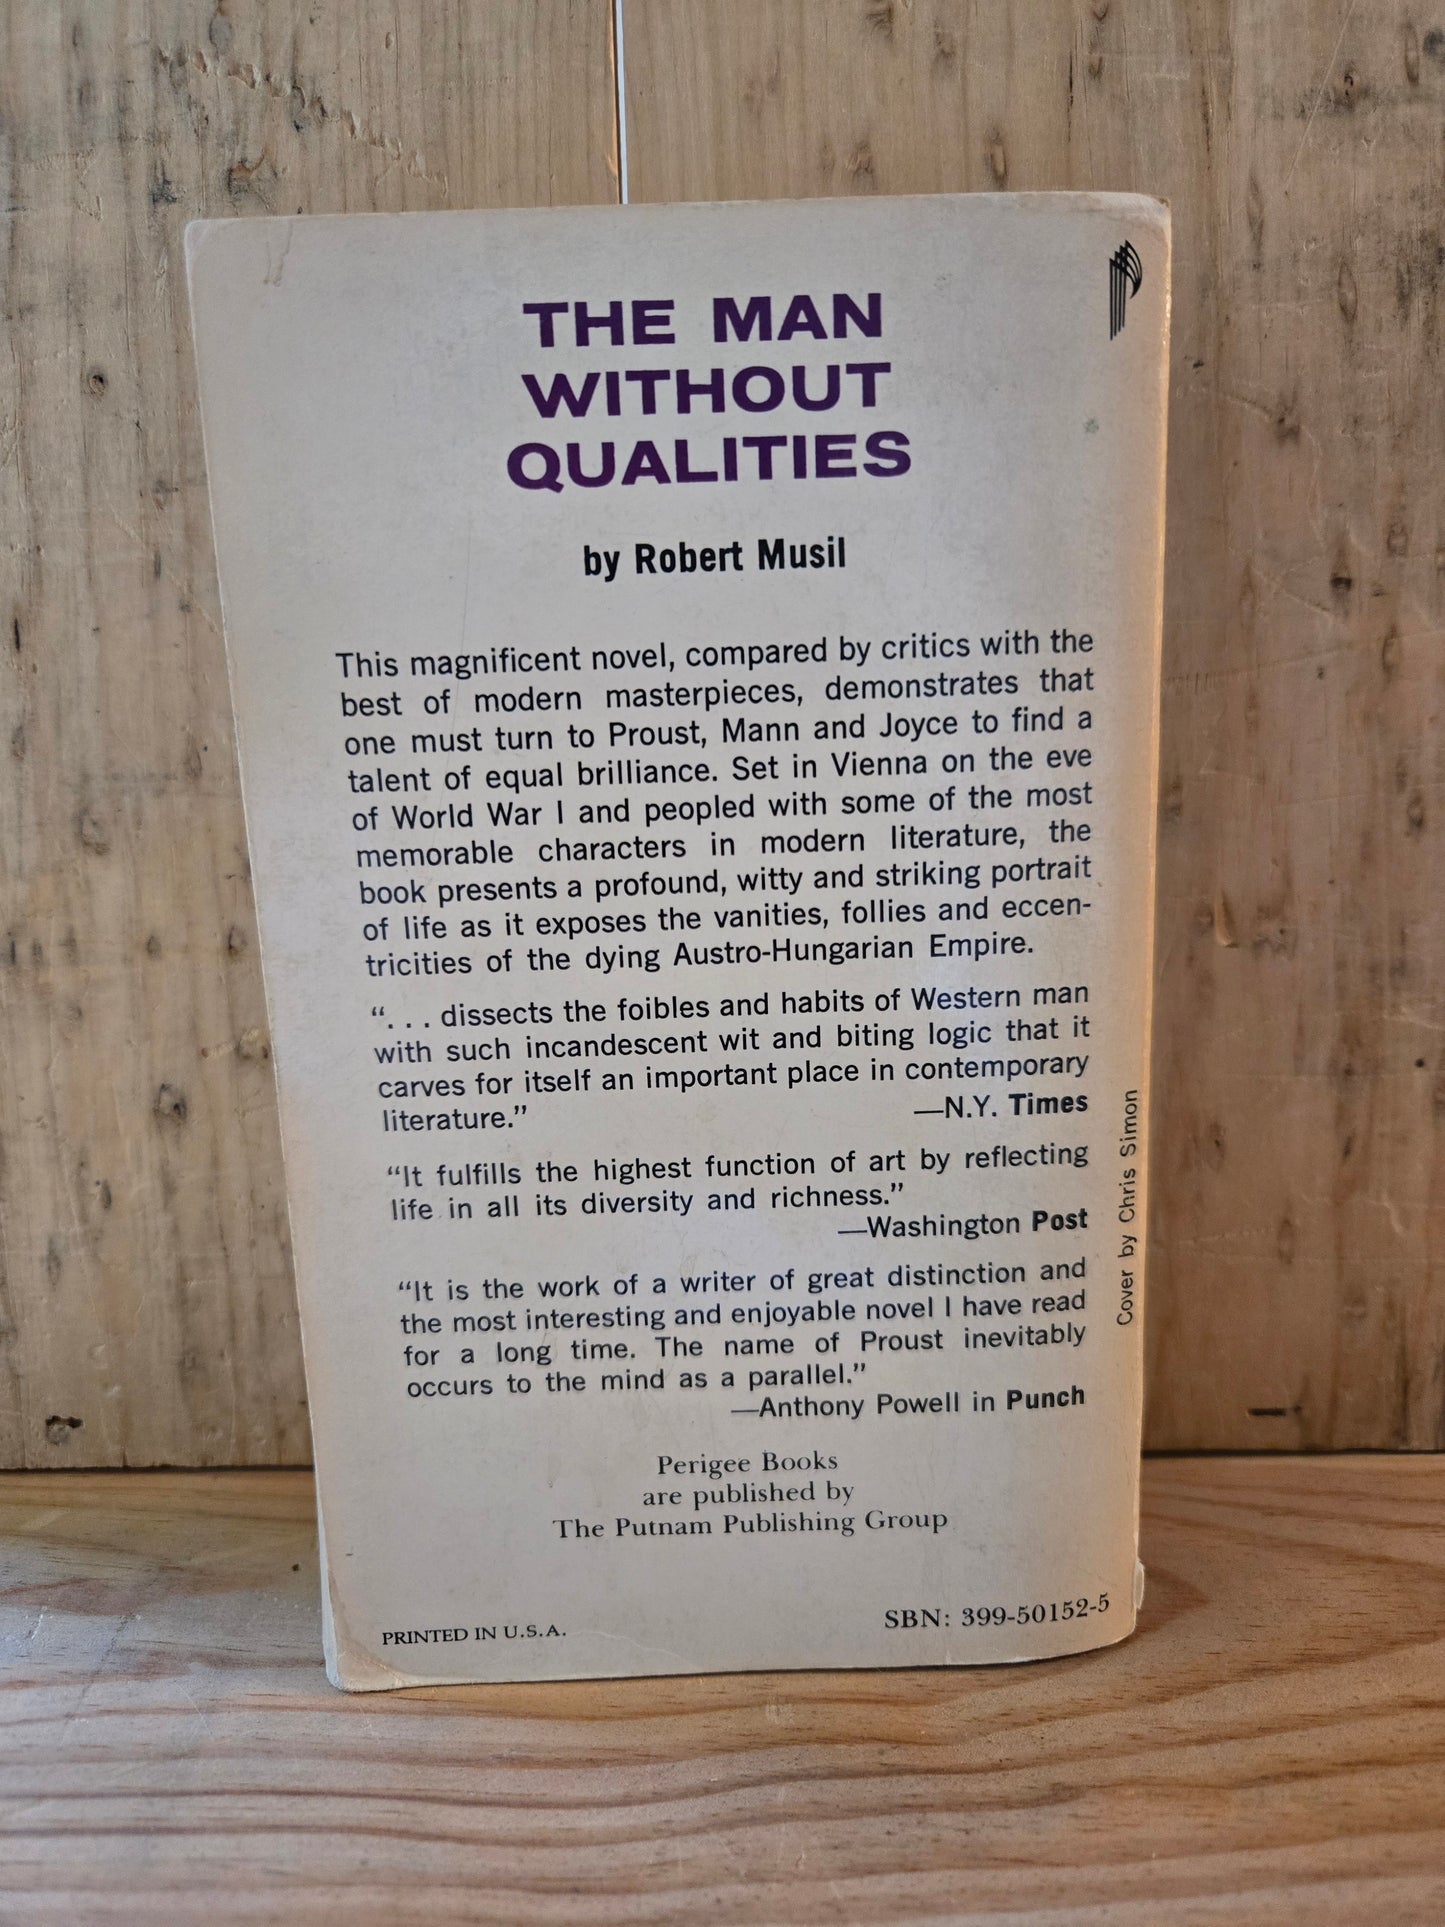 THE MAN
WITHOUT
QUALITIES
by Robert Musil
This magnificent novel, compared by critics with the
best of modern masterpieces, demonstrates that
one must turn to Proust, Mann and Joyce to find a
talent of equal brilliance. Set in Vienna on the eve
of World War I and peopled with some of the most
memorable characters in modern literature, the
book presents a profound, witty and striking portrait
of life as it exposes the vanities, follies and eccen-
tricities of the dying Austro-Hungarian Empire.
“. . . dissects the foibles and habits of Western man
with such incandescent wit and biting logic that it
carves for itself an important place in contemporary
literature.” —N.Y. Times
“It fulfills the highest function of art by reflecting
life in all its diversity and richness.”
—Washington Post
“It is the work of a writer of great distinction and
the most interesting and enjoyable novel I have read
for a long time. The name of Proust inevitably
occurs to the mind as a parallel.”
—Anthony Powell in Punch
Cover by Chris Simon
Perigee Books
are published by
The Putnam Publishing Group
PRINTED IN U.S.A.
SBN: 399-50152-5